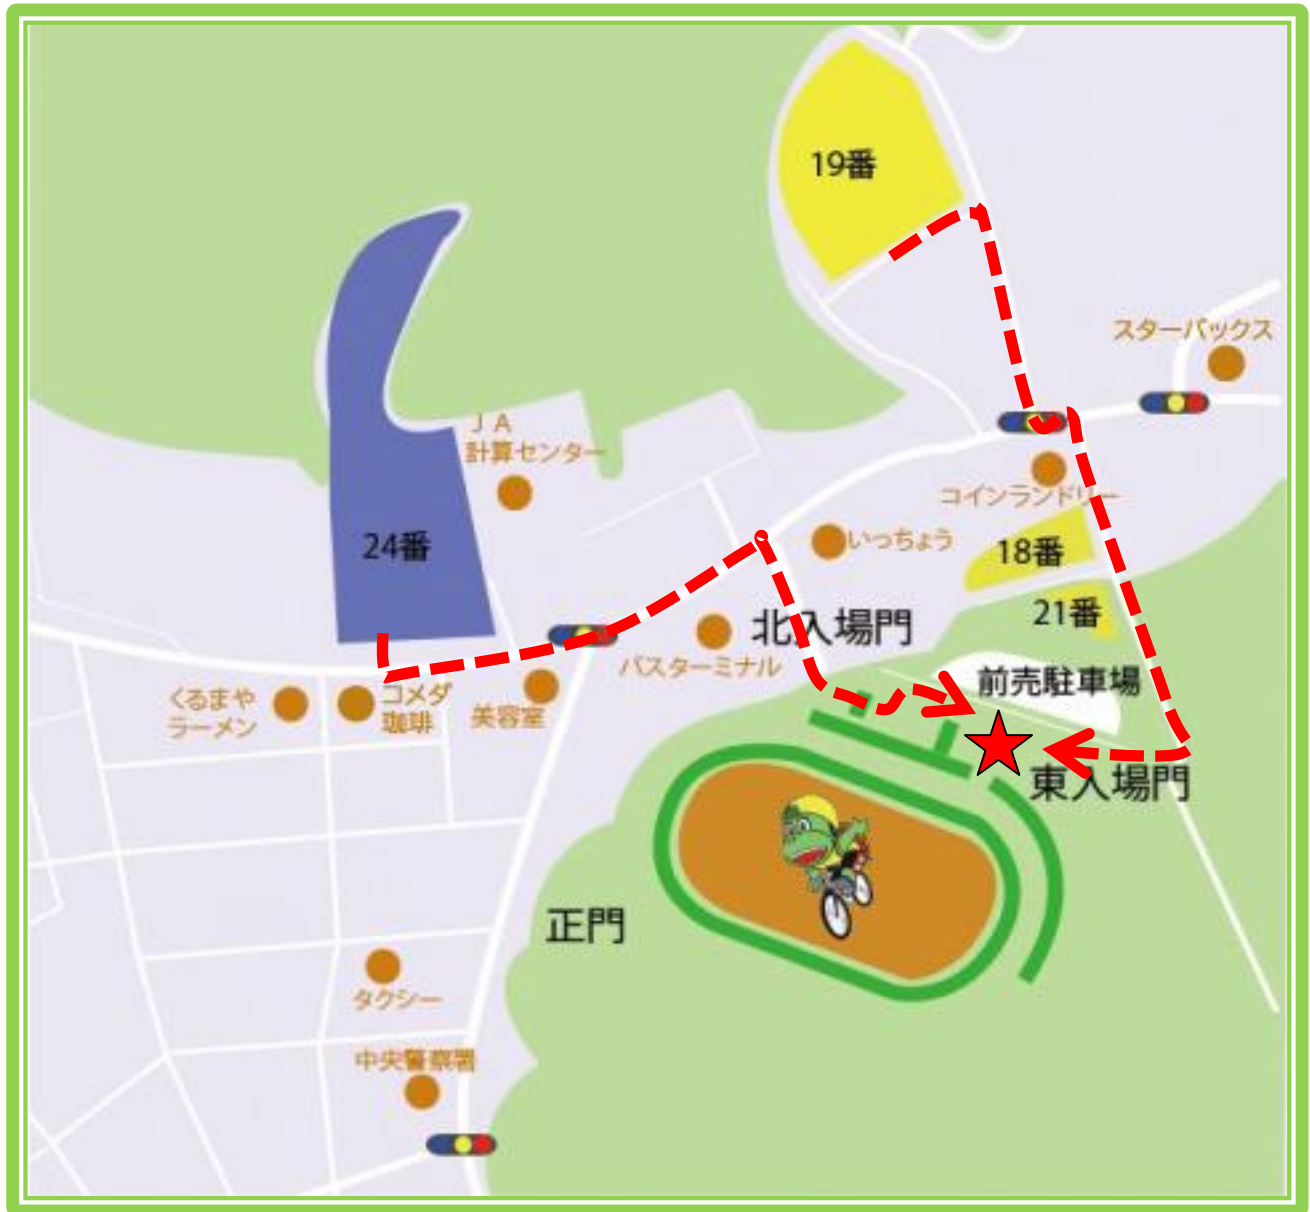 19番
スターバックス
JA
計算センター
コインランドリー
24番
いっちょう
18番
21番
北入場門
バスターミナル
前売駐車場
くるまや
ラーメン
コメダ
珈琲
美容室
東入場門
正門
タクシー
中央警察署